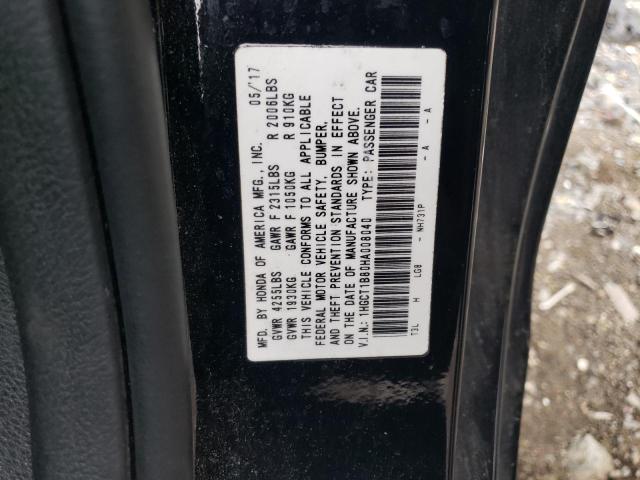 MFD. BY HONDA OF AMERICA MFG., INC. 05/'17
GVWR 4255LBS GAWR F 2315LBS R 2006LBS
GVWR 1930KG GAWR F 1050KG R 910KG
THIS VEHICLE CONFORMS TO ALL APPLICABLE
FEDERAL MOTOR VEHICLE SAFETY, BUMPER,
AND THEFT PREVENTION STANDARDS IN EFFECT
ON THE DATE OF MANUFACTURE SHOWN ABOVE.
V.I.N.: 1HGCT1B60HA008040 TYPE: PASSENGER CAR
T3L H LG8 - NH731P - A - A